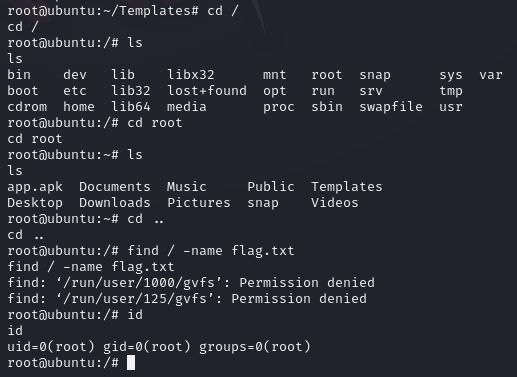 root@ubuntu:~/Templates# cd /
cd /
root@ubuntu:/# ls
ls
bin    dev   lib    libx32      mnt   root  snap      sys  var
boot   etc   lib32  lost+found  opt   run   srv       tmp
cdrom  home  lib64  media       proc  sbin  swapfile  usr
root@ubuntu:/# cd root
cd root
root@ubuntu:~# ls
ls
app.apk  Documents  Music     Public  Templates
Desktop  Downloads  Pictures  snap    Videos
root@ubuntu:~# cd ..
cd ..
root@ubuntu:/# find / -name flag.txt
find / -name flag.txt
find: ‘/run/user/1000/gvfs’: Permission denied
find: ‘/run/user/125/gvfs’: Permission denied
root@ubuntu:/# id
id
uid=0(root) gid=0(root) groups=0(root)
root@ubuntu:/#